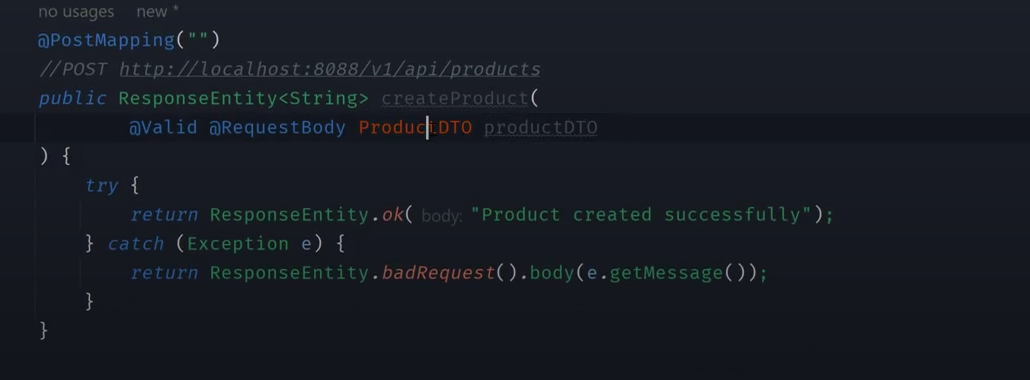 no usages new *
@PostMapping("")
//POST http://localhost:8088/v1/api/products
public ResponseEntity<String> createProduct(
@Valid @RequestBody ProduciDTO productDTO
) {
try {
return ResponseEntity.ok( body: "Product created successfully");
} catch (Exception e) {
return ResponseEntity.badRequest().body(e.getMessage());
}
}